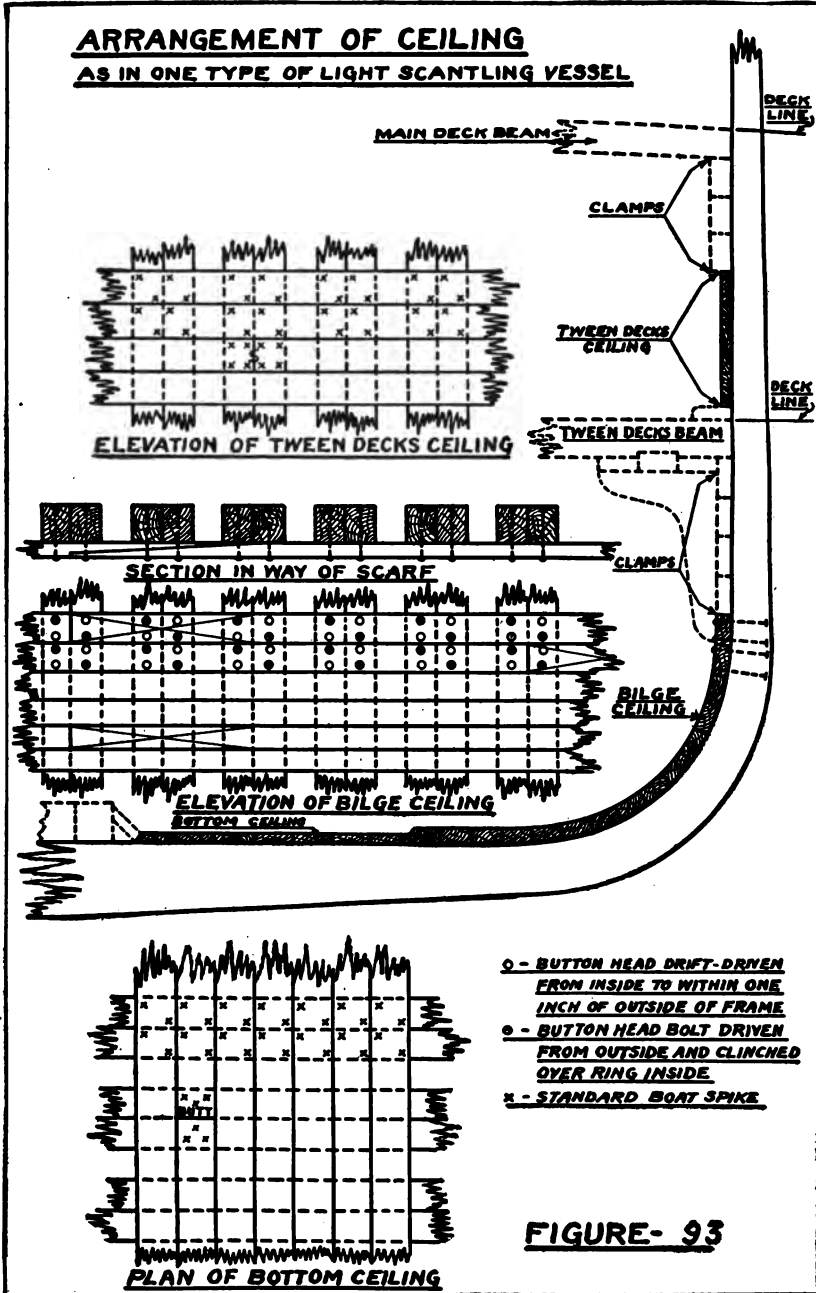 ARRANGEMENT OF CEILING
AS IN ONE TYPE OF LIGHT SCANTLING VESSEL
DECK
LINE
MAIN DECK BEAM
CLAMPS
TWEEN DECKS
CEILING
DECK
LINE
TWEEN DECKS BEAM
ELEVATION OF TWEEN DECKS CEILING
SECTION IN WAY OF SCARF
CLAMPS
BILGE
CEILING
ELEVATION OF BILGE CEILING
BOTTOM CEILING
O - BUTTON HEAD DRIFT-DRIVEN
FROM INSIDE TO WITHIN ONE
INCH OF OUTSIDE OF FRAME
● - BUTTON HEAD BOLT DRIVEN
FROM OUTSIDE AND CLINCHED
OVER RING INSIDE
x - STANDARD BOAT SPIKE
BUTT
PLAN OF BOTTOM CEILING
FIGURE- 93